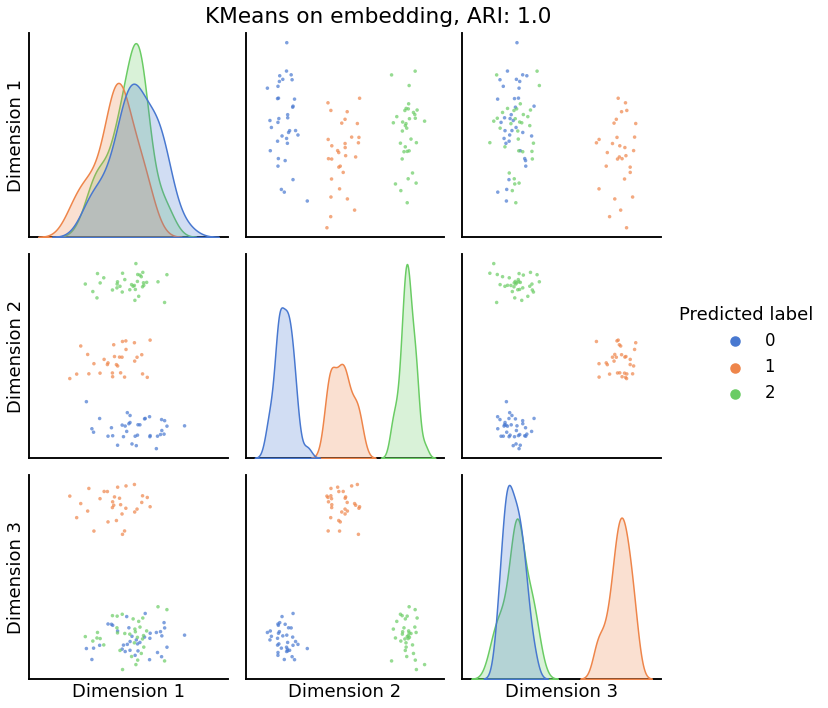 KMeans on embedding, ARI: 1.0
Dimension 1
Dimension 2
Dimension 3
Predicted label
0
1
2
Dimension 1
Dimension 2
Dimension 3